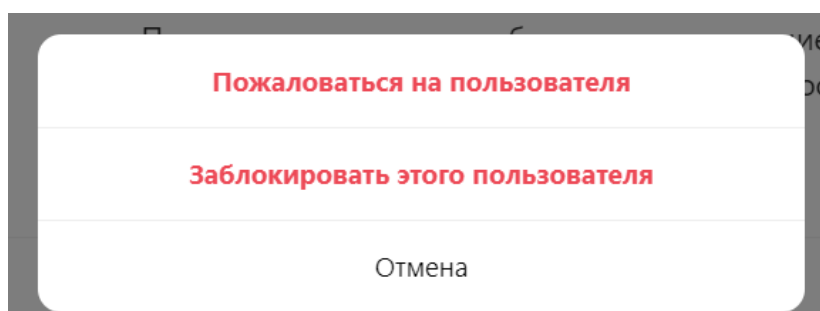 Пожаловаться на пользователя
Заблокировать этого пользователя
Отмена